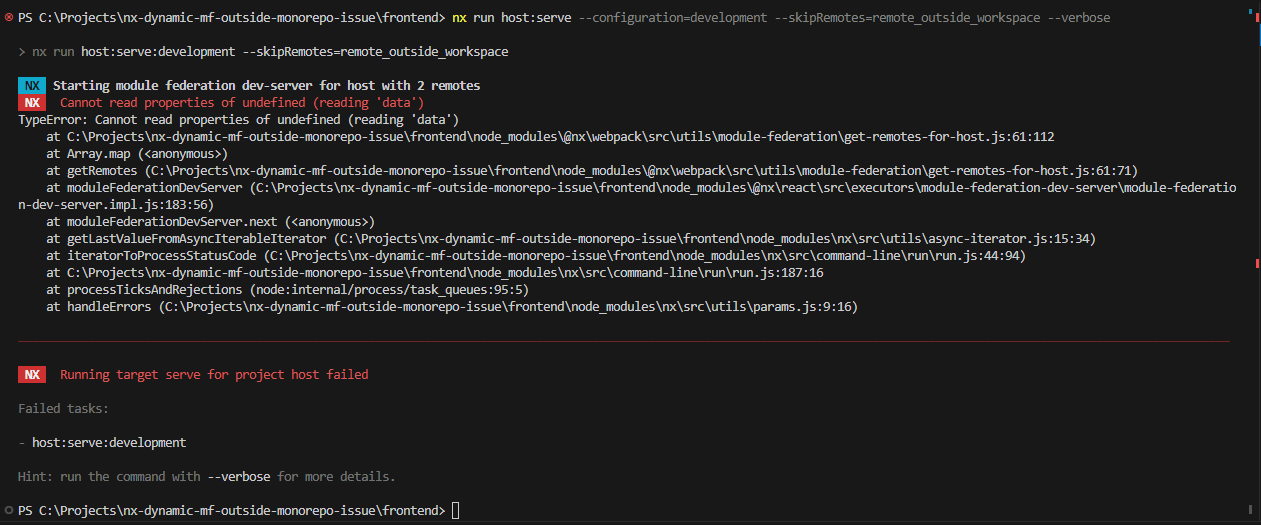 PS C:\Projects\nx-dynamic-mf-outside-monorepo-issue\frontend> nx run host:serve --configuration=development --skipRemotes=remote_outside_workspace --verbose
> nx run host:serve:development --skipRemotes=remote_outside_workspace
NX Starting module federation dev-server for host with 2 remotes
NX Cannot read properties of undefined (reading 'data')
TypeError: Cannot read properties of undefined (reading 'data')
at C:\Projects\nx-dynamic-mf-outside-monorepo-issue\frontend\node_modules\@nx\webpack\src\utils\module-federation\get-remotes-for-host.js:61:112
at Array.map (<anonymous>)
at getRemotes (C:\Projects\nx-dynamic-mf-outside-monorepo-issue\frontend\node_modules\@nx\webpack\src\utils\module-federation\get-remotes-for-host.js:61:71)
at moduleFederationDevServer (C:\Projects\nx-dynamic-mf-outside-monorepo-issue\frontend\node_modules\@nx\react\src\executors\module-federation-dev-server\module-federatio
n-dev-server.impl.js:183:56)
at moduleFederationDevServer.next (<anonymous>)
at getLastValueFromAsyncIterableIterator (C:\Projects\nx-dynamic-mf-outside-monorepo-issue\frontend\node_modules\nx\src\utils\async-iterator.js:15:34)
at iteratorToProcessStatusCode (C:\Projects\nx-dynamic-mf-outside-monorepo-issue\frontend\node_modules\nx\src\command-line\run\run.js:44:94)
at C:\Projects\nx-dynamic-mf-outside-monorepo-issue\frontend\node_modules\nx\src\command-line\run\run.js:187:16
at processTicksAndRejections (node:internal/process/task_queues:95:5)
at handleErrors (C:\Projects\nx-dynamic-mf-outside-monorepo-issue\frontend\node_modules\nx\src\utils\params.js:9:16)
NX Running target serve for project host failed
Failed tasks:
- host:serve:development
Hint: run the command with --verbose for more details.
PS C:\Projects\nx-dynamic-mf-outside-monorepo-issue\frontend>